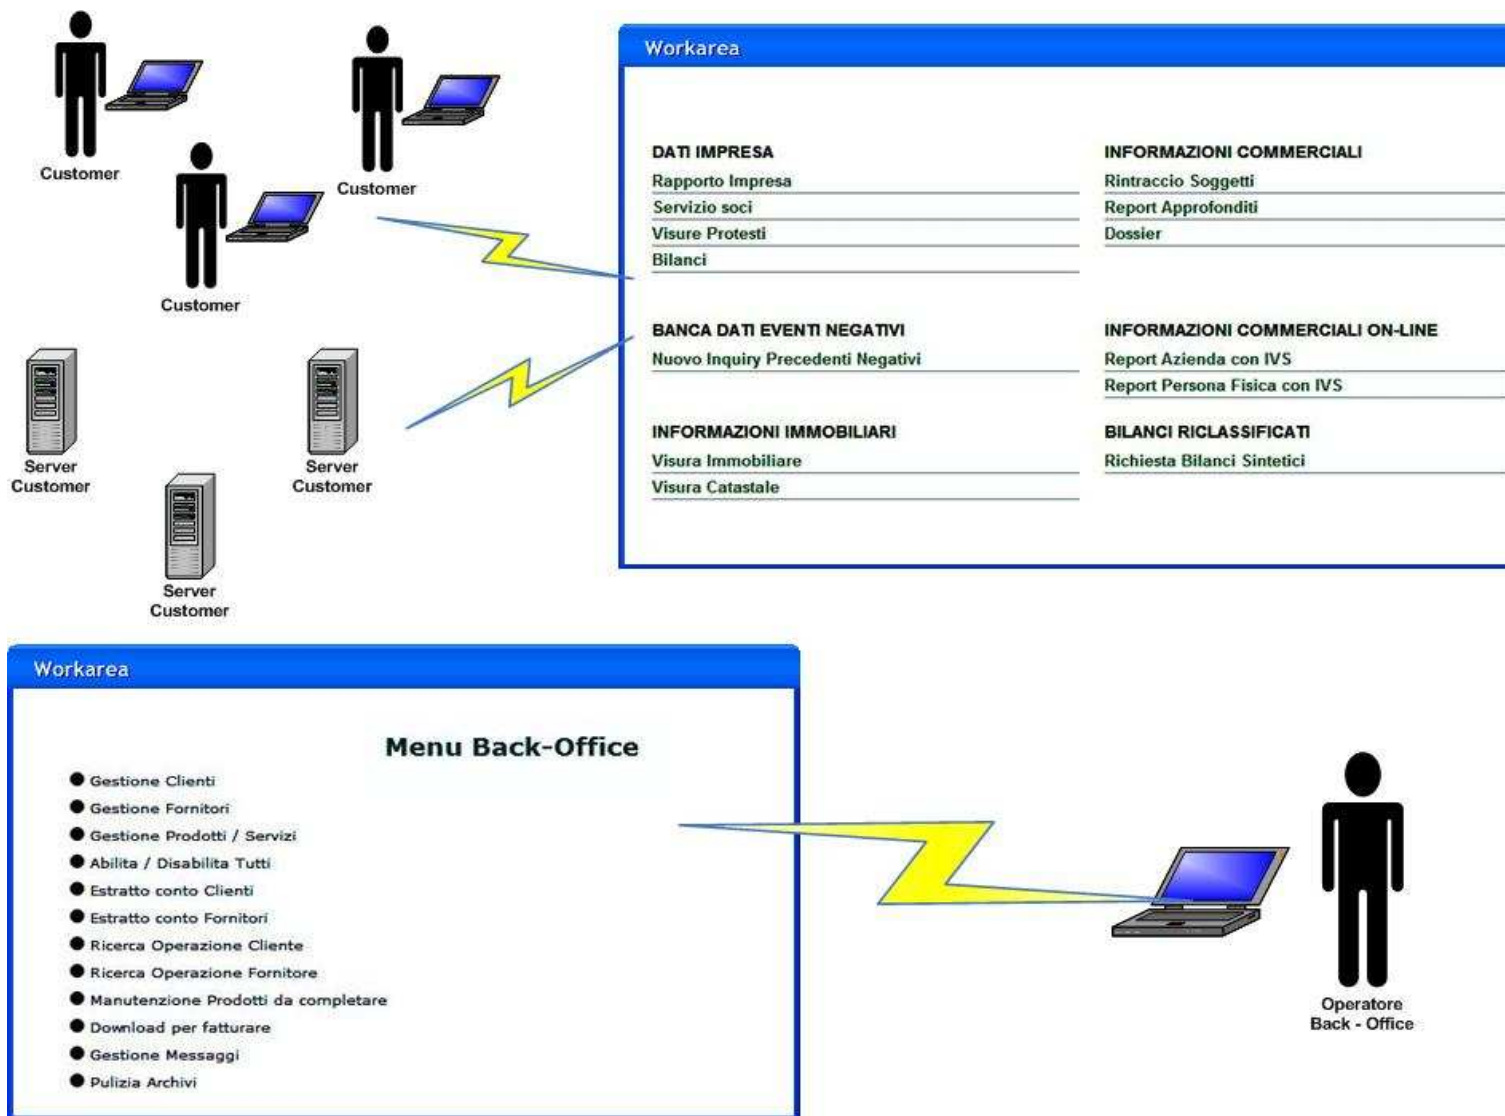 Customer
Customer
Customer
Server
Customer
Server
Customer
Server
Customer
Workarea
DATI IMPRESA
Rapporto Impresa
Servizio soci
Visure Protesti
Bilanci
INFORMAZIONI COMMERCIALI
Rintraccio Soggetti
Report Approfonditi
Dossier
BANCA DATI EVENTI NEGATIVI
Nuovo Inquiry Precedenti Negativi
INFORMAZIONI COMMERCIALI ON-LINE
Report Azienda con IVS
Report Persona Fisica con IVS
INFORMAZIONI IMMOBILIARI
Visura Immobiliare
Visura Catastale
BILANCI RICLASSIFICATI
Richiesta Bilanci Sintetici
Workarea
Menu Back-Office
Gestione Clienti
Gestione Fornitori
Gestione Prodotti / Servizi
Abilita / Disabilita Tutti
Estratto conto Clienti
Estratto conto Fornitori
Ricerca Operazione Cliente
Ricerca Operazione Fornitore
Manutenzione Prodotti da completare
Download per fatturare
Gestione Messaggi
Pulizia Archivi
Operatore
Back - Office